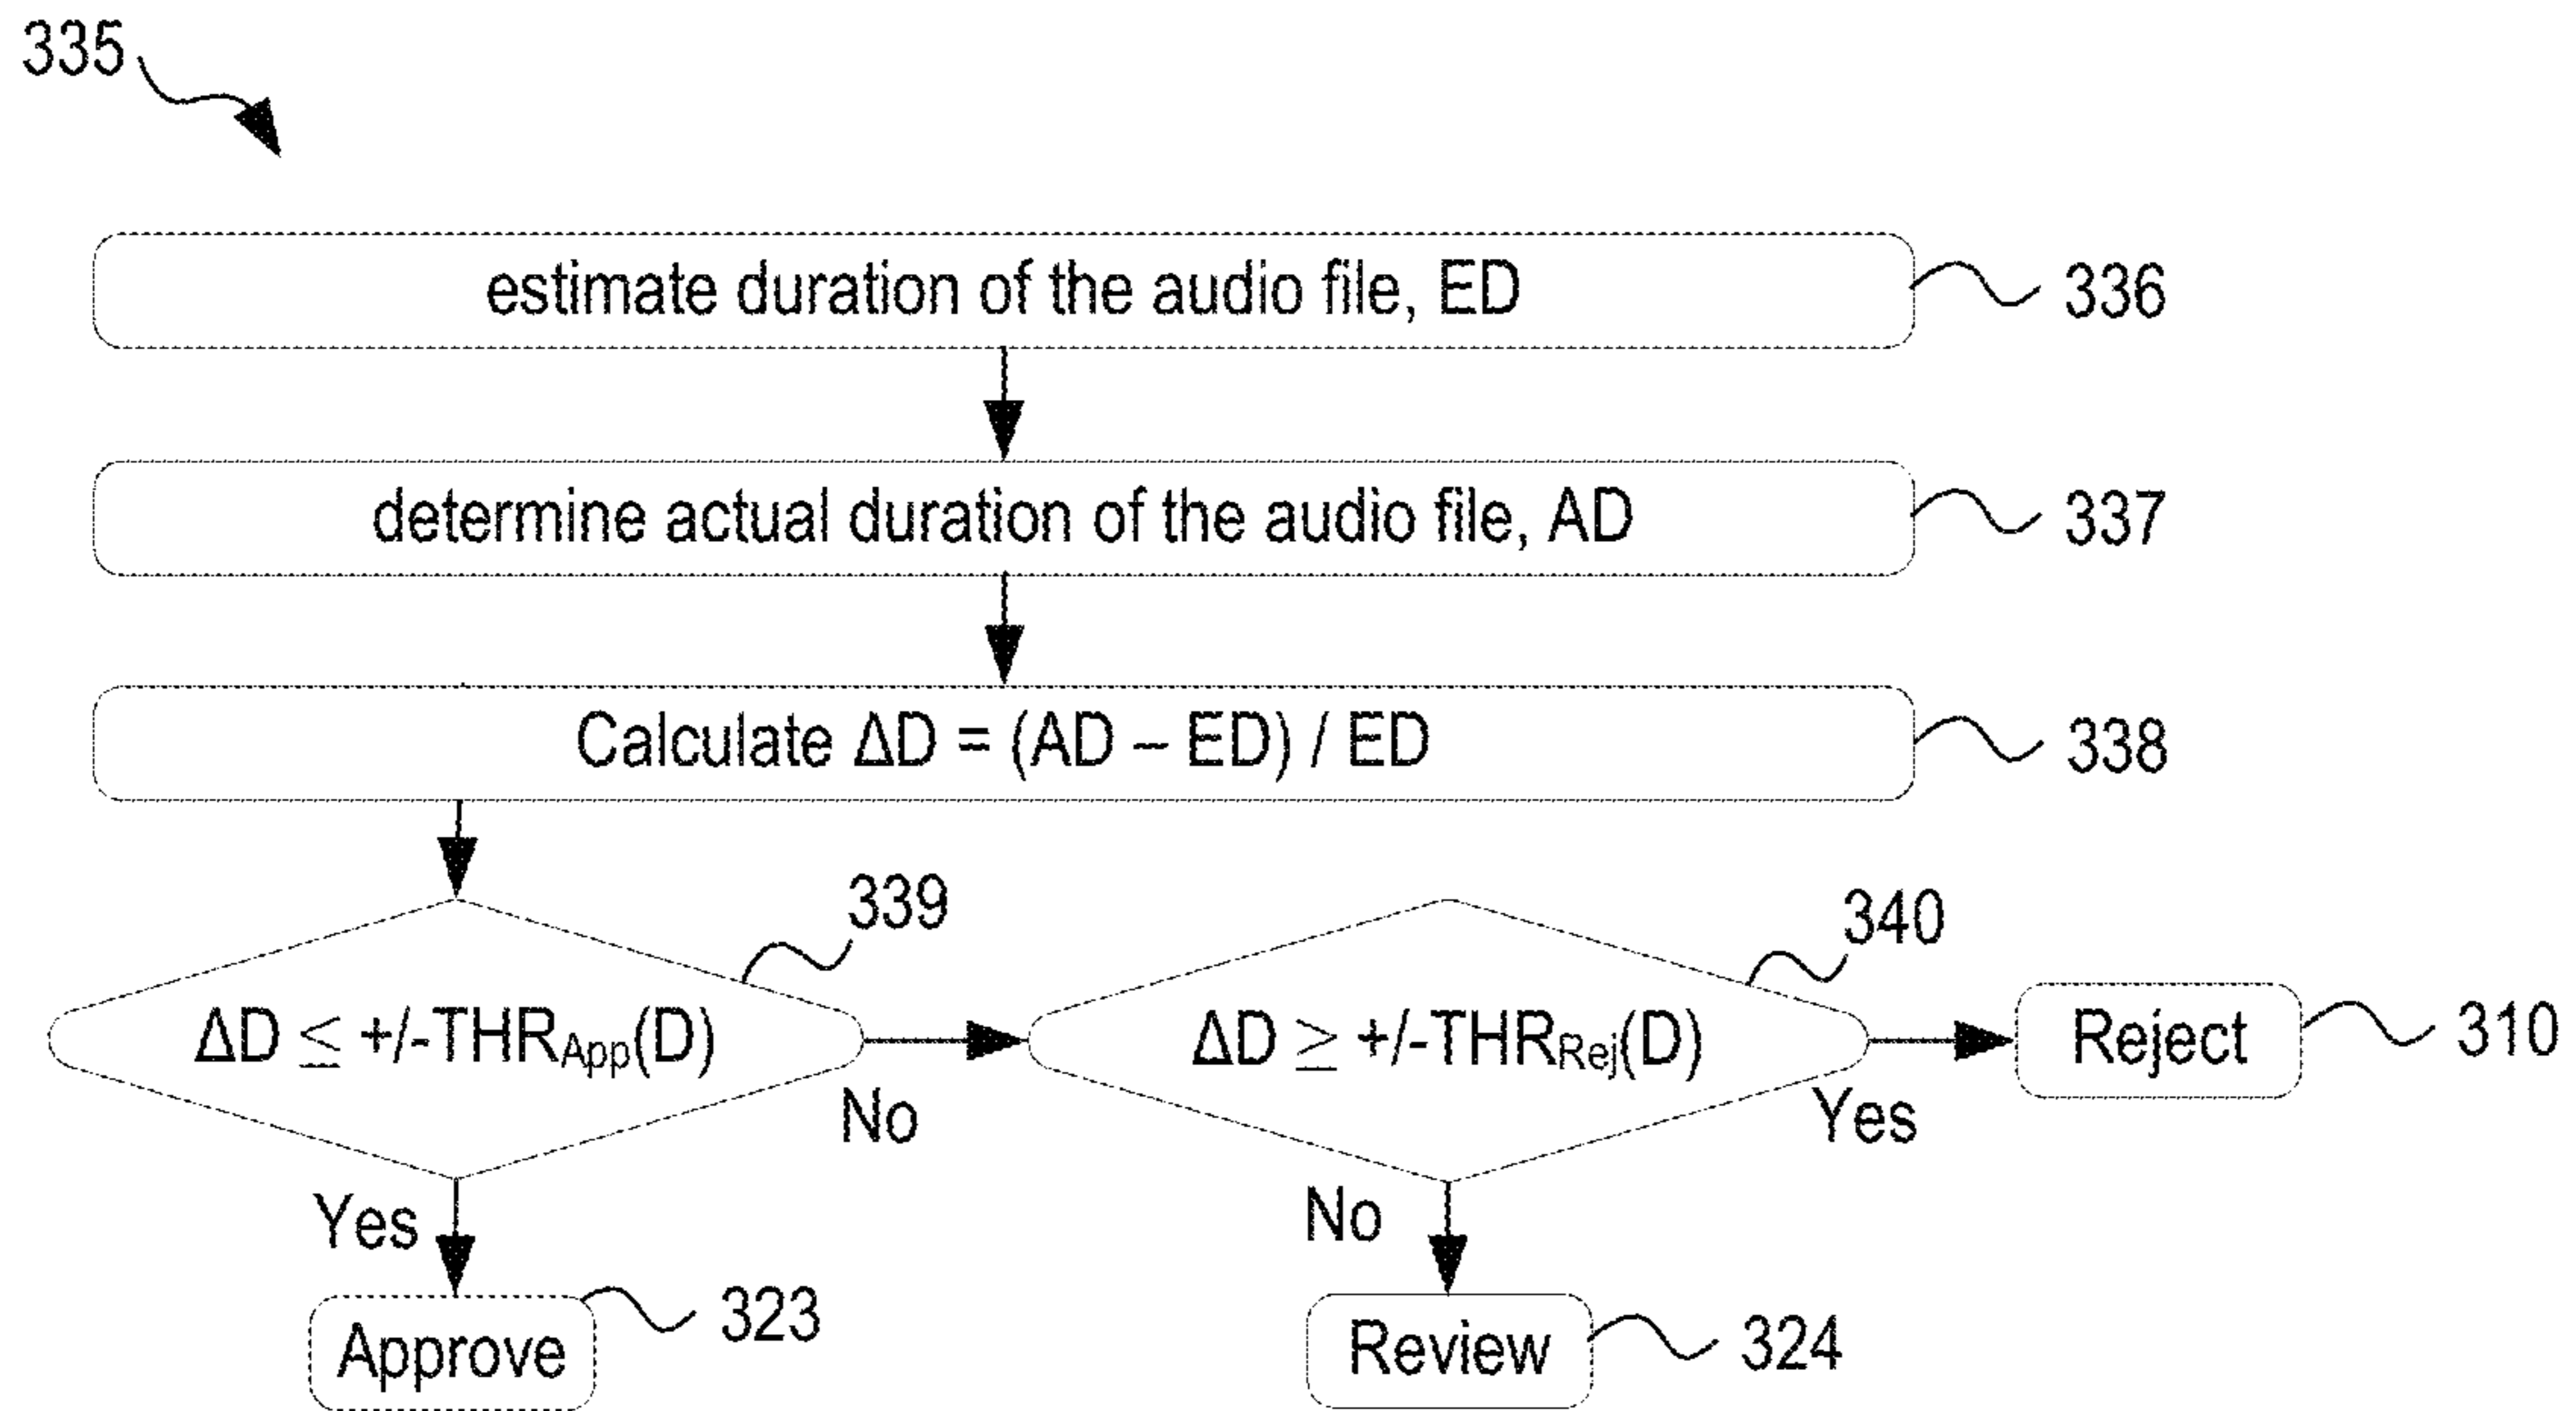 335
estimate duration of the audio file, ED
336
determine actual duration of the audio file, AD
337
Calculate ΔD = (AD – ED) / ED
338
339
340
ΔD ≤ +/-THRApp(D)
ΔD ≥ +/-THRRej(D)
Reject
310
No
Yes
Yes
No
323
324
Approve
Review